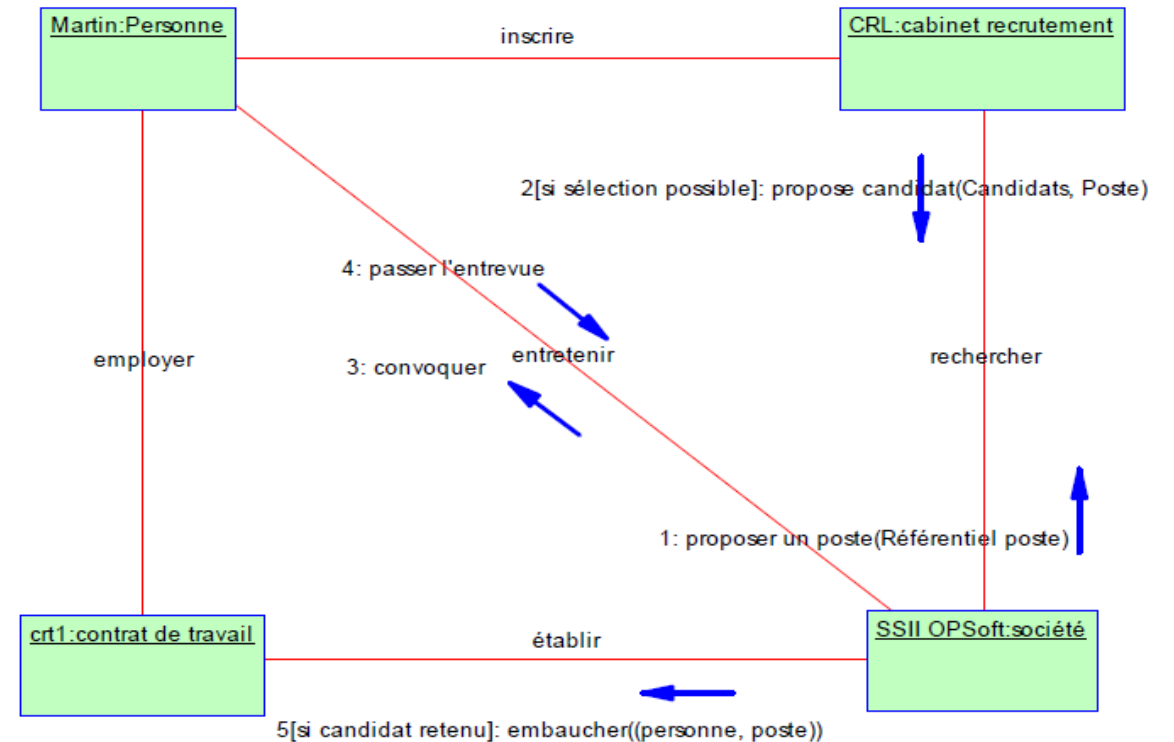 Martin:Personne
inscrire
CRL:cabinet recrutement
2[si sélection possible]: propose candidat(Candidats, Poste)
4: passer l'entrevue
entretenir
3: convoquer
employer
rechercher
1: proposer un poste(Référentiel poste)
crt1:contrat de travail
établir
SSII OPSoft:société
5[si candidat retenu]: embaucher((personne, poste))